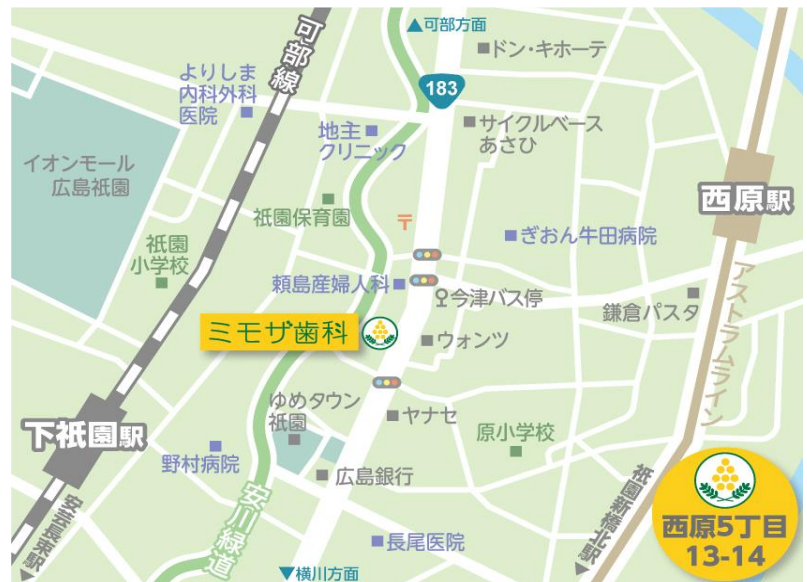 ▲可部方面
ドン・キホーテ
可部線
よりしま
内科外科
医院
183
地主
クリニック
サイクルベース
あさひ
イオンモール
広島祇園
西原駅
祇園保育園
〒
ぎおん牛田病院
祇園
小学校
頼島産婦人科
今津バス停
鎌倉パスタ
アストラムライン
ミモザ歯科
ウォンツ
ゆめタウン
祇園
ヤナセ
下祇園駅
原小学校
野村病院
広島銀行
安川緑道
安芸長束駅
祇園新橋北駅
長尾医院
▼横川方面
西原5丁目
13-14